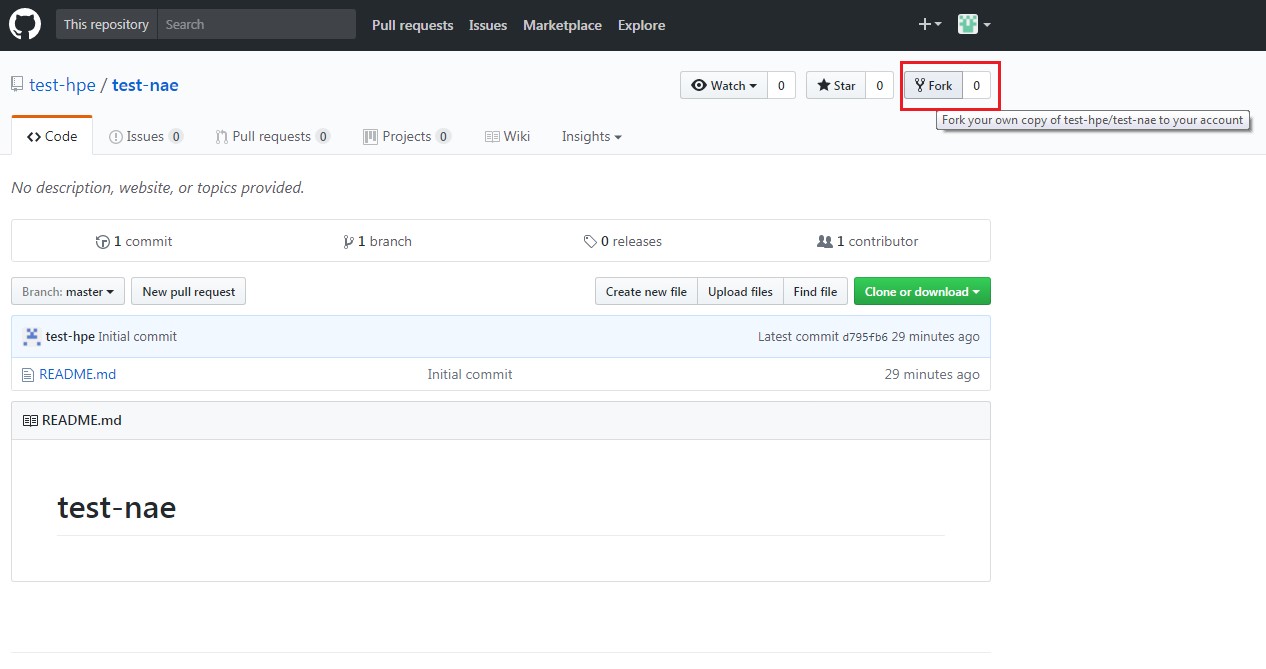 This repository Search Pull requests Issues Marketplace Explore
test-hpe / test-nae Watch 0 Star 0 Fork 0
Fork your own copy of test-hpe/test-nae to your account
Code Issues 0 Pull requests 0 Projects 0 Wiki Insights
No description, website, or topics provided.
1 commit 1 branch 0 releases 1 contributor
Branch: master New pull request Create new file Upload files Find file Clone or download
test-hpe Initial commit Latest commit d795fb6 29 minutes ago
README.md Initial commit 29 minutes ago
README.md
test-nae